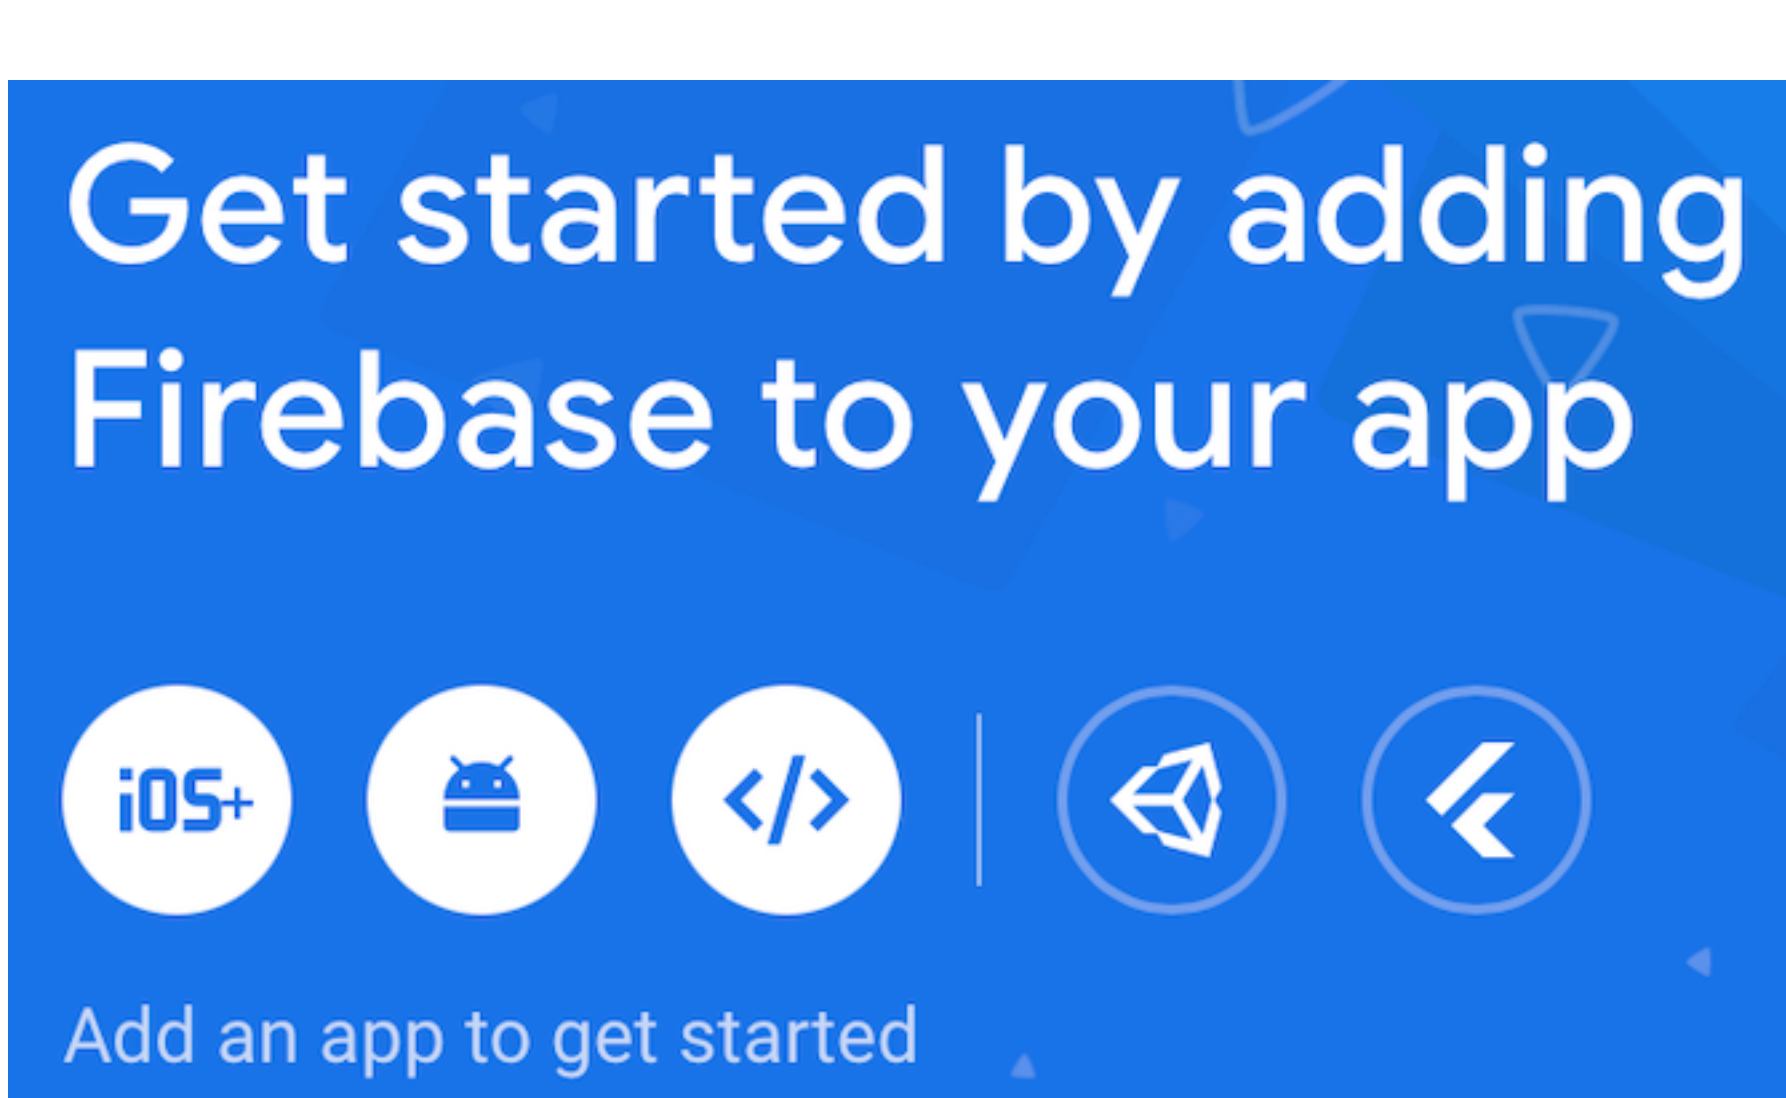 Get started by adding
Firebase to your app
iOS+
</>
Add an app to get started